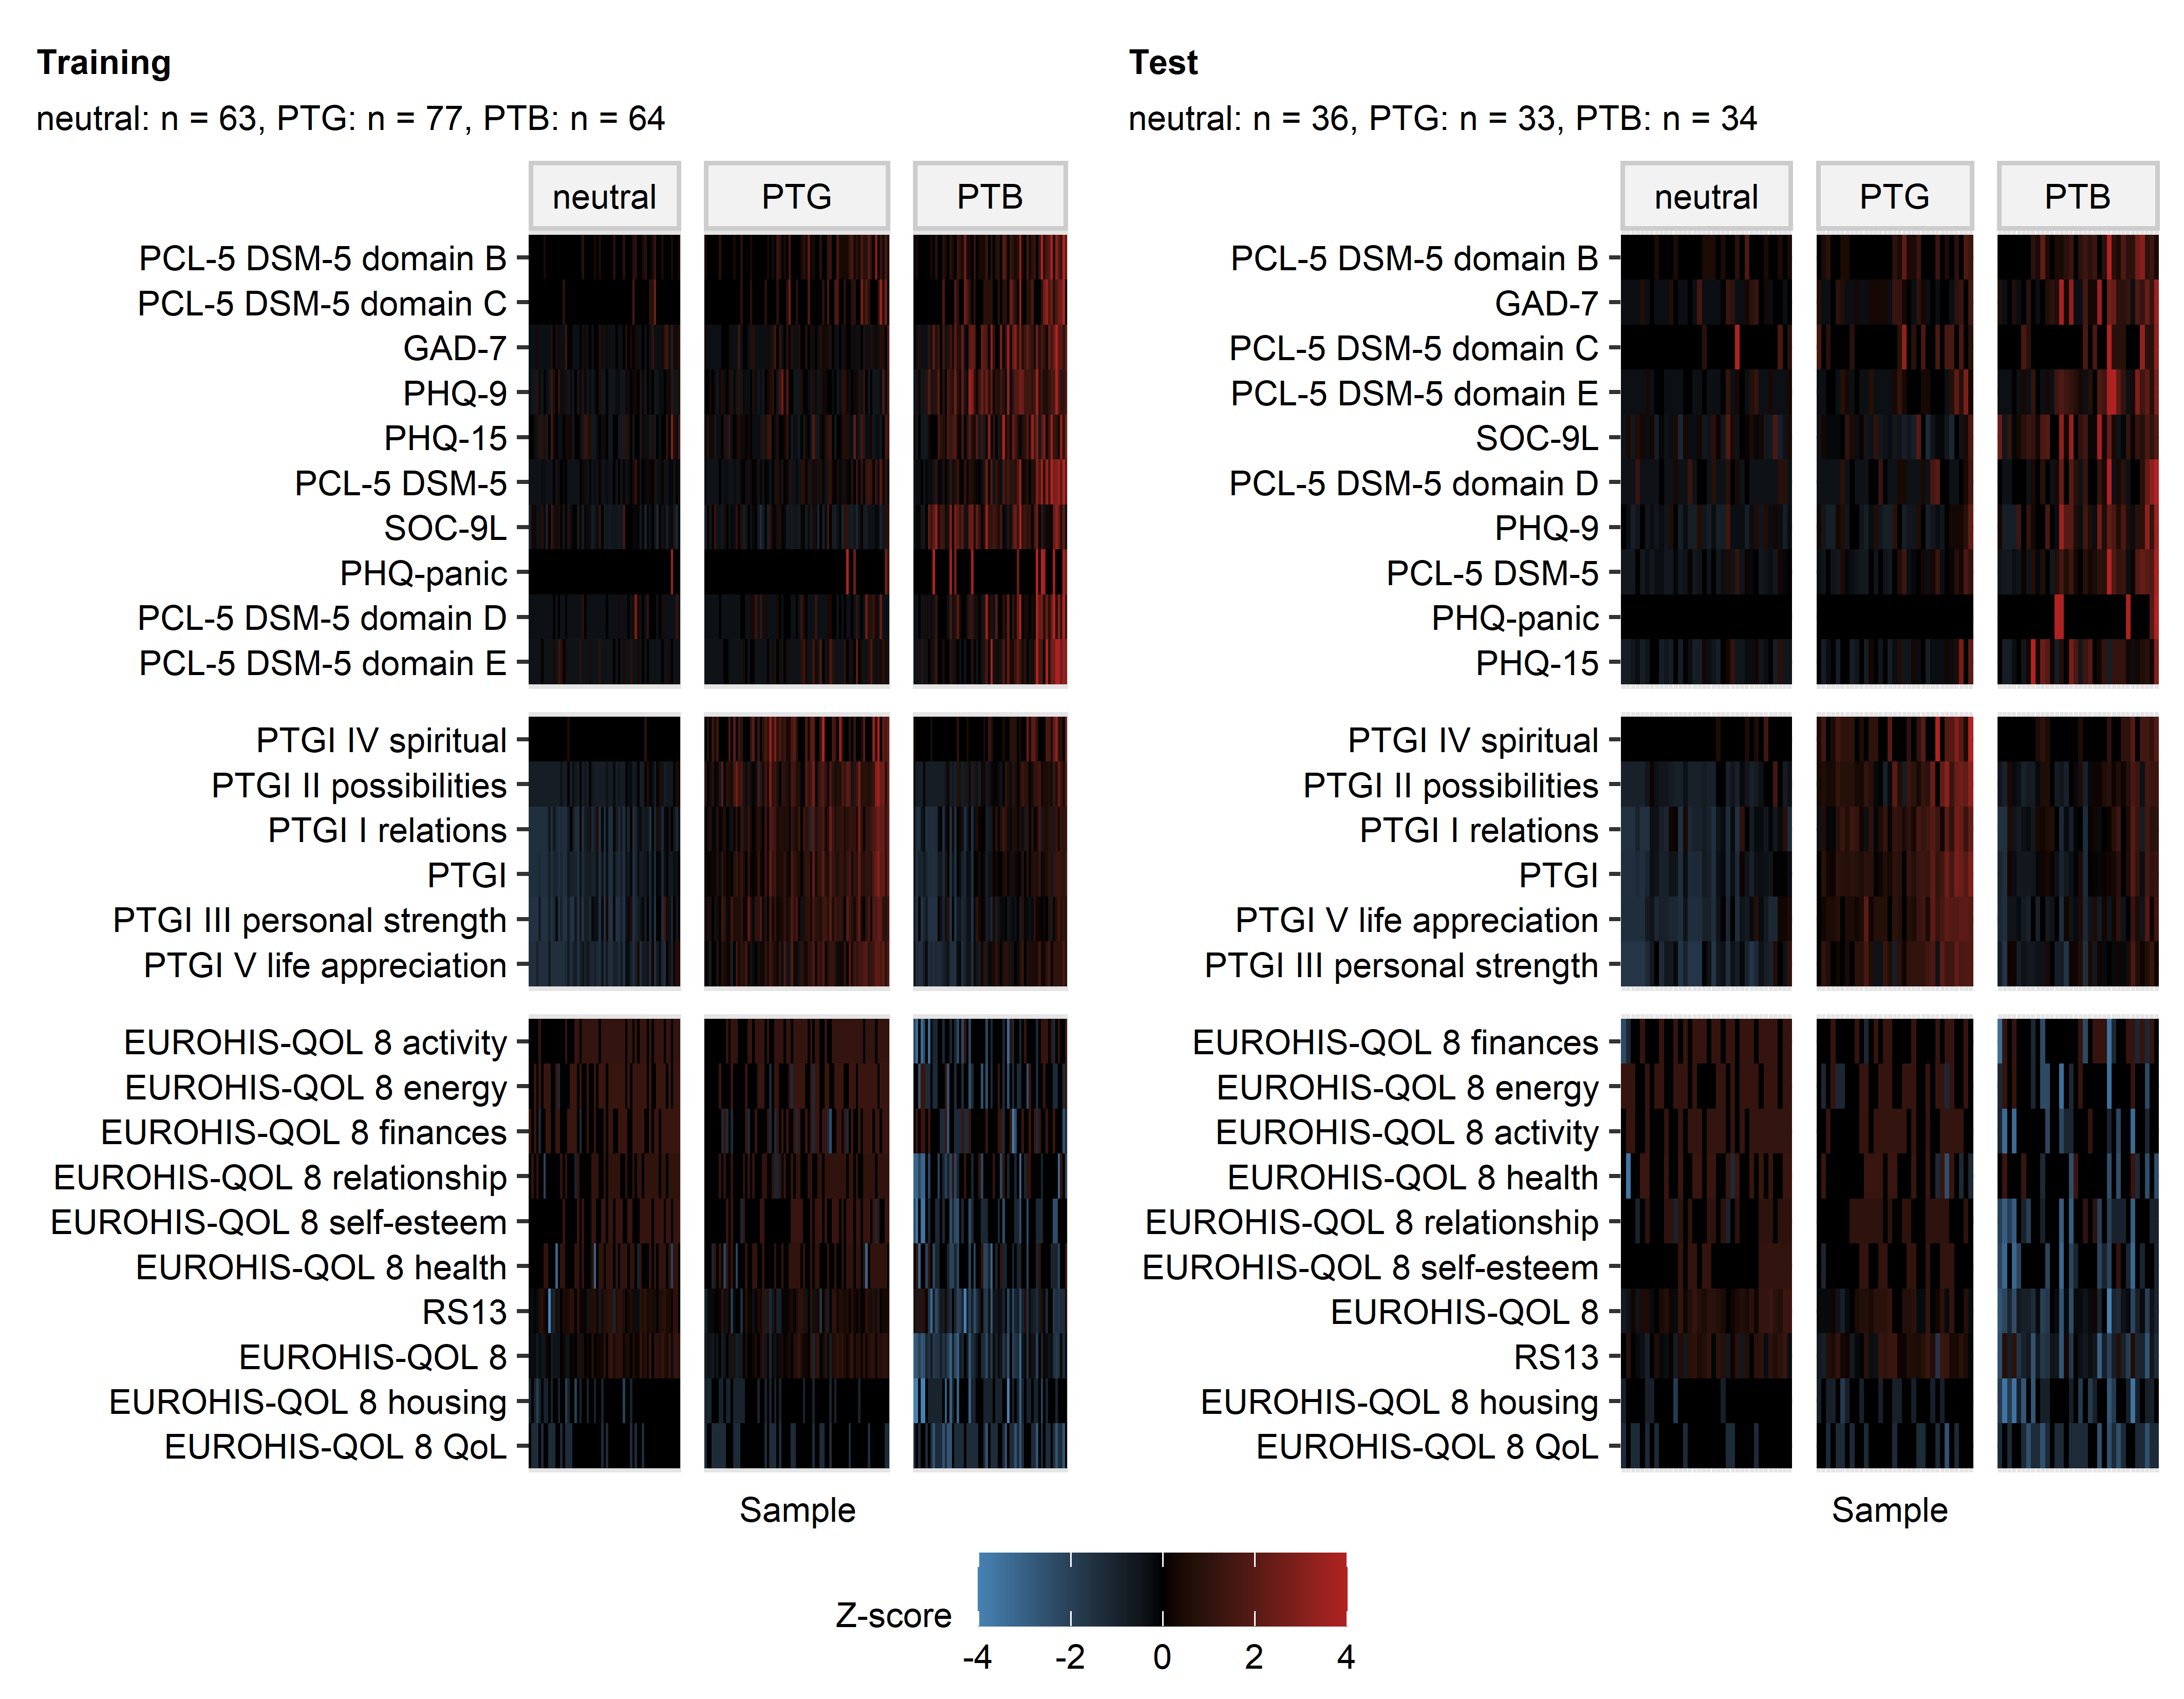 Training
neutral: n = 63, PTG: n = 77, PTB: n = 64
neutral PTG PTB
PCL-5 DSM-5 domain B
PCL-5 DSM-5 domain C
GAD-7
PHQ-9
PHQ-15
PCL-5 DSM-5
SOC-9L
PHQ-panic
PCL-5 DSM-5 domain D
PCL-5 DSM-5 domain E
PTGI IV spiritual
PTGI II possibilities
PTGI I relations
PTGI
PTGI III personal strength
PTGI V life appreciation
EUROHIS-QOL 8 activity
EUROHIS-QOL 8 energy
EUROHIS-QOL 8 finances
EUROHIS-QOL 8 relationship
EUROHIS-QOL 8 self-esteem
EUROHIS-QOL 8 health
RS13
EUROHIS-QOL 8
EUROHIS-QOL 8 housing
EUROHIS-QOL 8 QoL
Sample
Test
neutral: n = 36, PTG: n = 33, PTB: n = 34
neutral PTG PTB
PCL-5 DSM-5 domain B
GAD-7
PCL-5 DSM-5 domain C
PCL-5 DSM-5 domain E
SOC-9L
PCL-5 DSM-5 domain D
PHQ-9
PCL-5 DSM-5
PHQ-panic
PHQ-15
PTGI IV spiritual
PTGI II possibilities
PTGI I relations
PTGI
PTGI V life appreciation
PTGI III personal strength
EUROHIS-QOL 8 finances
EUROHIS-QOL 8 energy
EUROHIS-QOL 8 activity
EUROHIS-QOL 8 health
EUROHIS-QOL 8 relationship
EUROHIS-QOL 8 self-esteem
EUROHIS-QOL 8
RS13
EUROHIS-QOL 8 housing
EUROHIS-QOL 8 QoL
Sample
Z-score
-4 -2 0 2 4